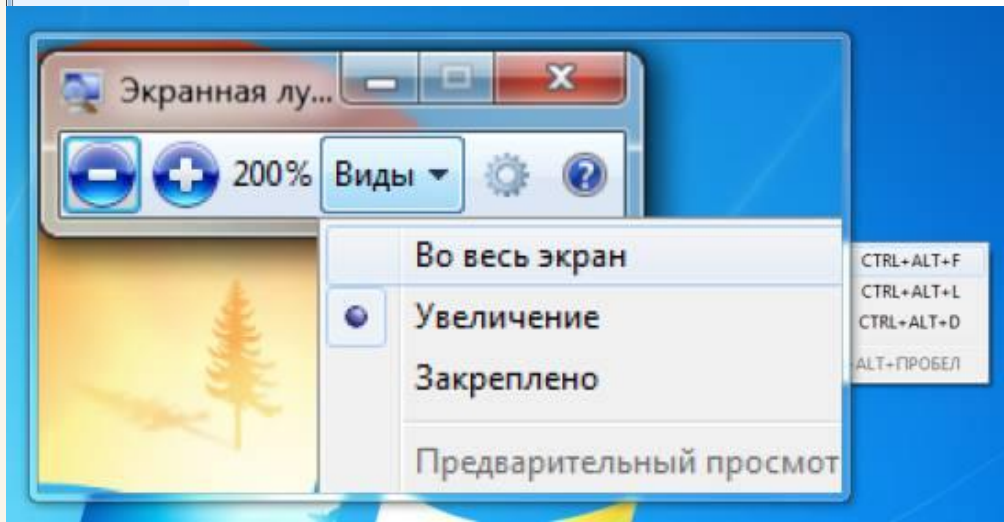 Экранная лу...
200% Виды
Во весь экран CTRL+ALT+F
Увеличение CTRL+ALT+L
Закреплено CTRL+ALT+D
Предварительный просмот ALT+ПРОБЕЛ